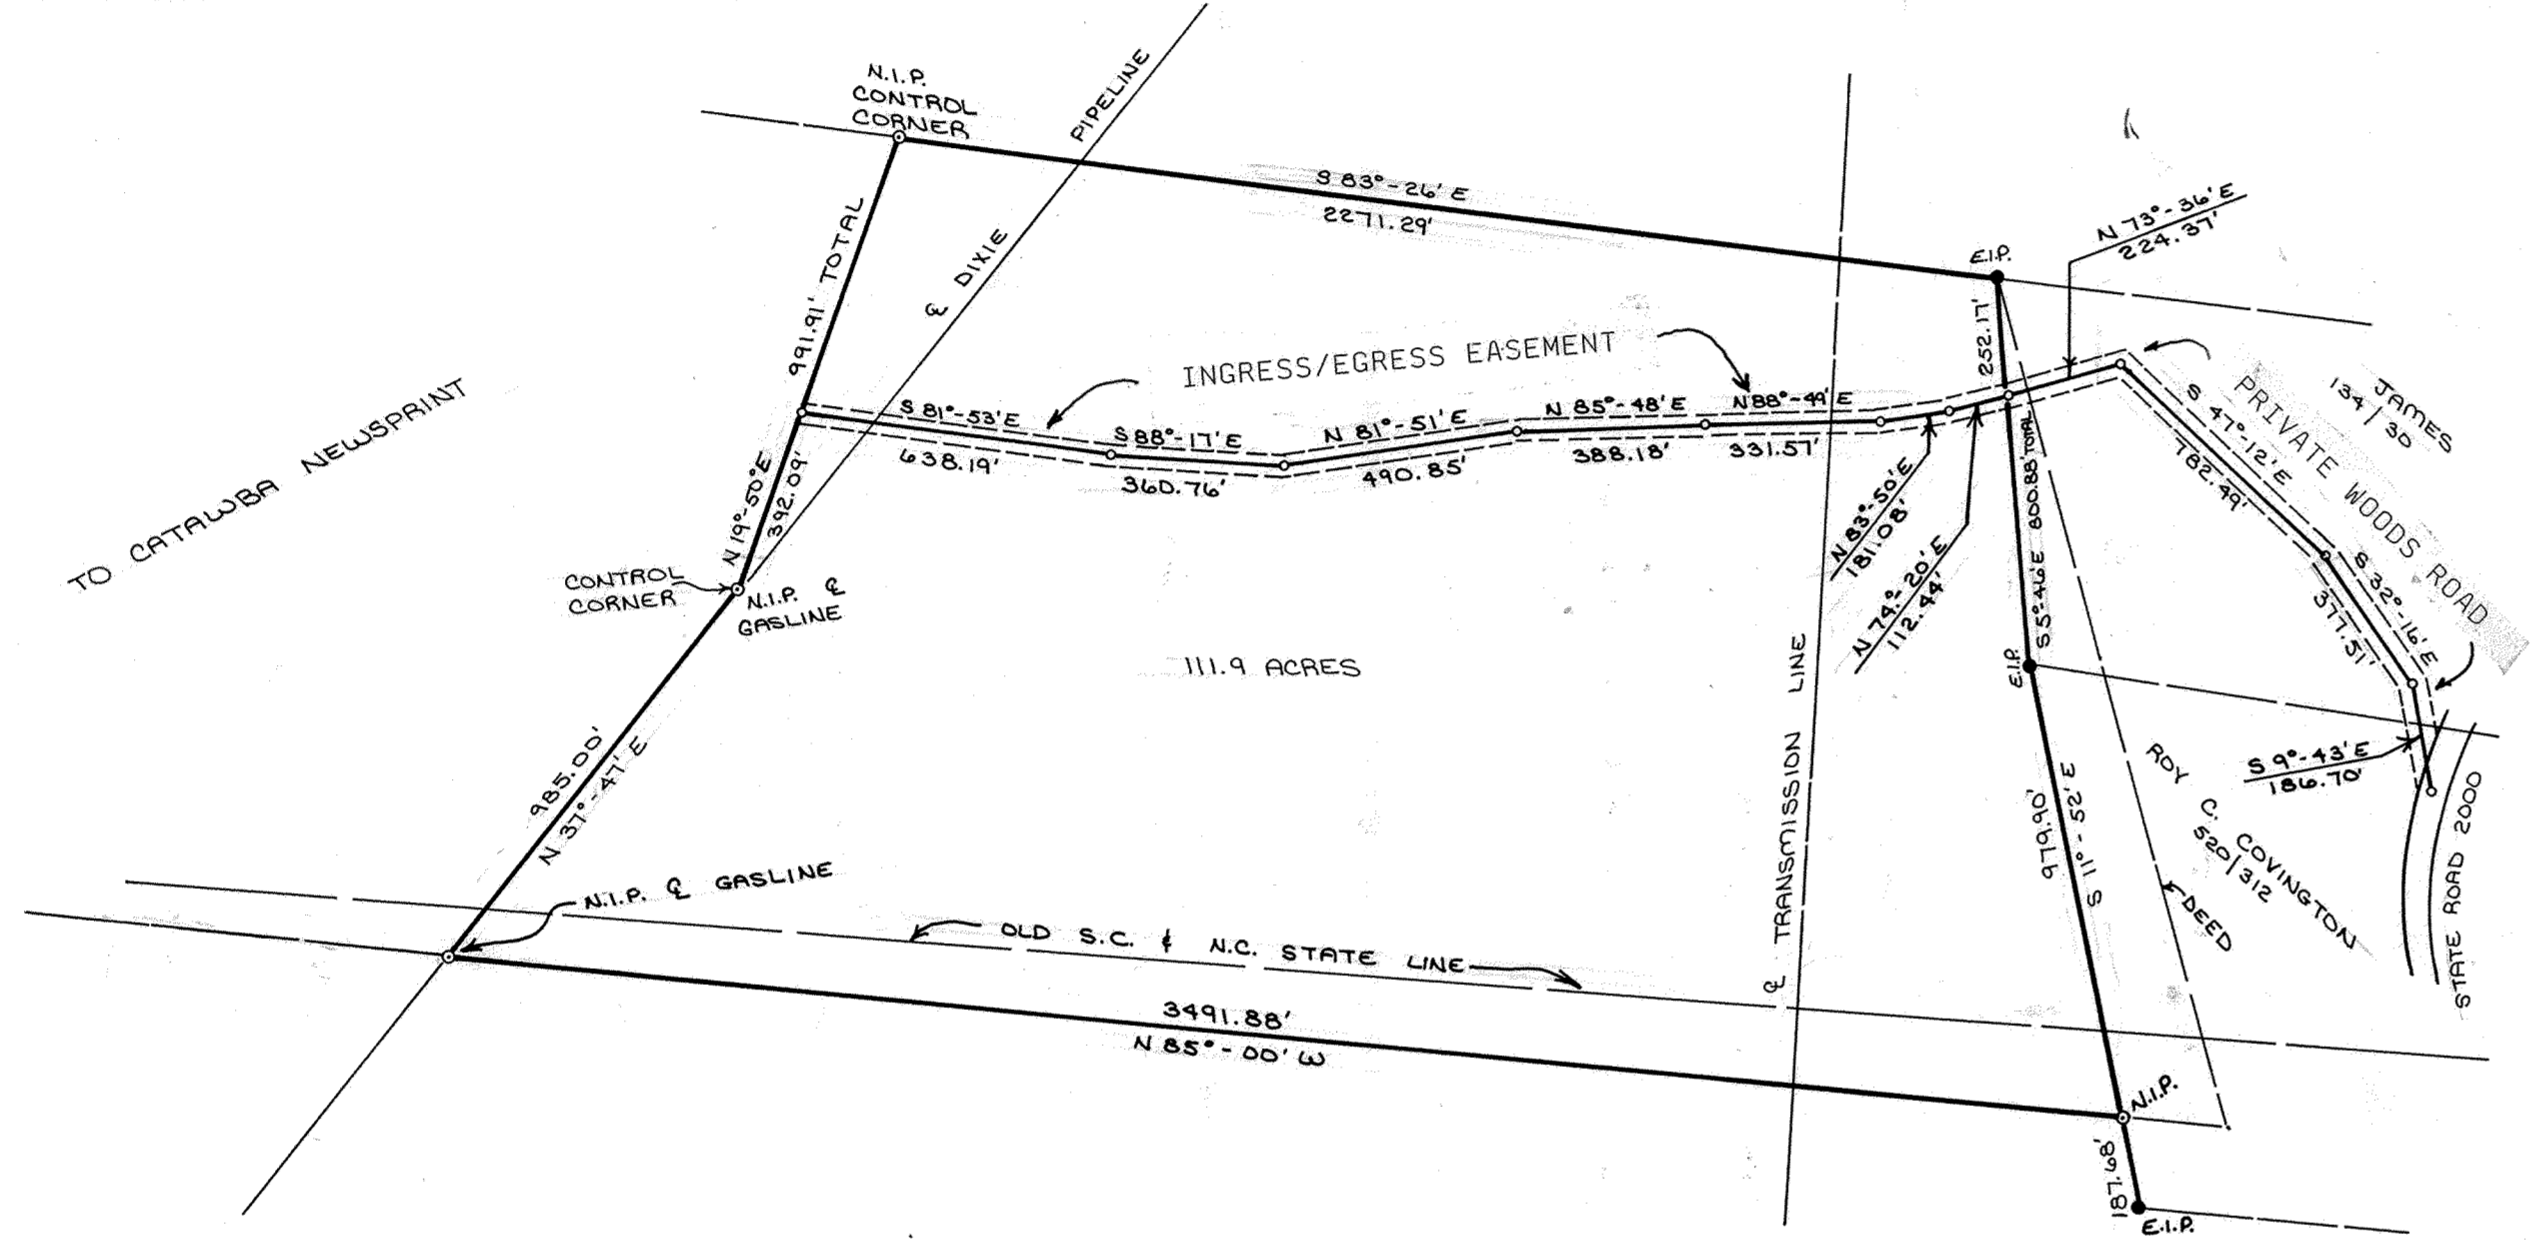 N.I.P.
CONTROL
CORNER
PIPELINE
℄ DIXIE
S 83°-26' E
2271.29'
E.I.P.
N 73°-36' E
224.37'
991.91' TOTAL
252.17'
INGRESS/EGRESS EASEMENT
PRIVATE WOODS ROAD
JAMES
134/30
TO CATAWBA NEWSPRINT
S 81°-53'E
638.19'
S 88°-17'E
360.76'
N 81°-51'E
490.85'
N 85°-48'E
388.18'
N 88°-49'E
331.57'
N 83°-50'E
181.08'
N 74°-20'E
112.44'
S 47°-12'E
782.49'
S 32°-16'E
377.51'
S 9°-43'E
186.70'
N 19°-50'E
392.09'
S 5°-46'E 800.88' TOTAL
CONTROL
CORNER
N.I.P. ℄
GASLINE
111.9 ACRES
E.I.P.
℄ TRANSMISSION LINE
985.00'
N 37°-47' E
979.90'
S 11°-52' E
ROY C. COVINGTON
520/312
DEED
STATE ROAD 2000
N.I.P. ℄ GASLINE
OLD S.C. & N.C. STATE LINE
3491.88'
N 85°-00' W
N.I.P.
187.68'
E.I.P.